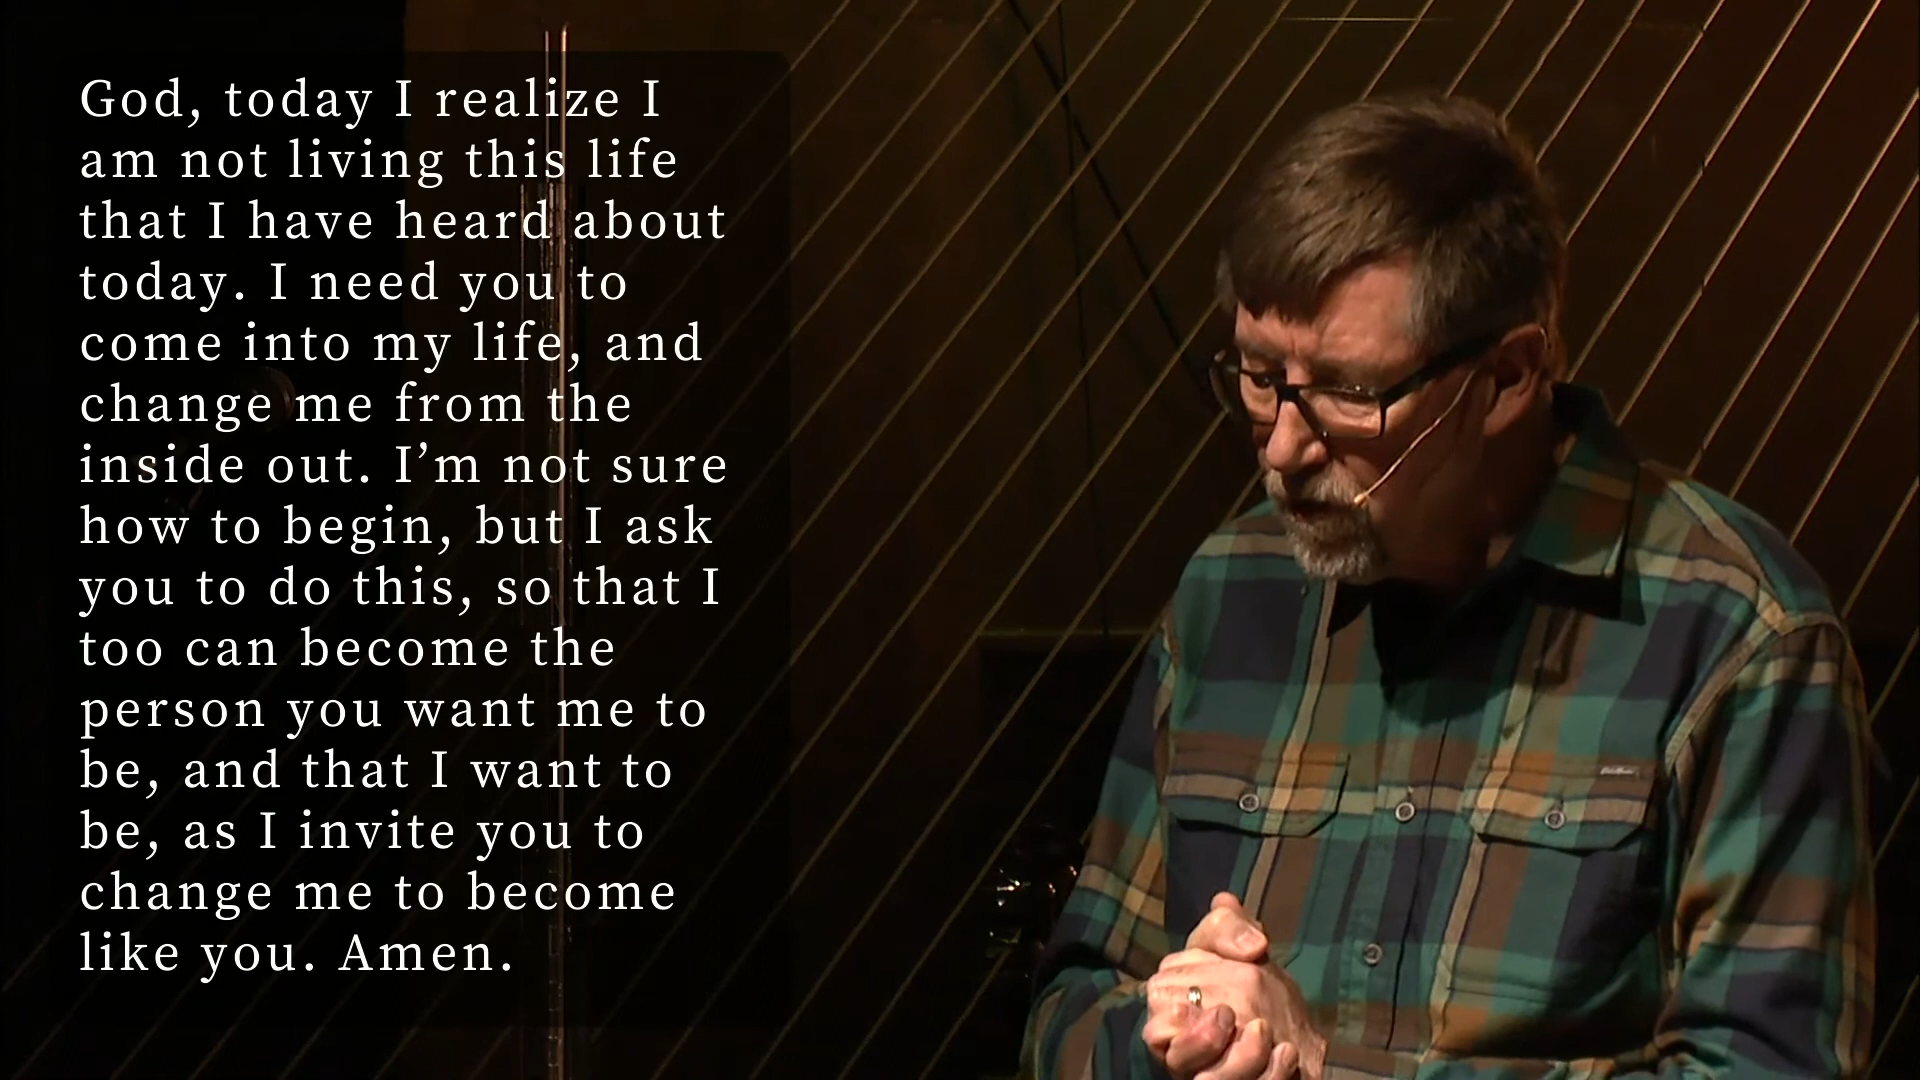 God, today I realize I
am not living this life
that I have heard about
today. I need you to
come into my life, and
change me from the
inside out. I’m not sure
how to begin, but I ask
you to do this, so that I
too can become the
person you want me to
be, and that I want to
be, as I invite you to
change me to become
like you. Amen.